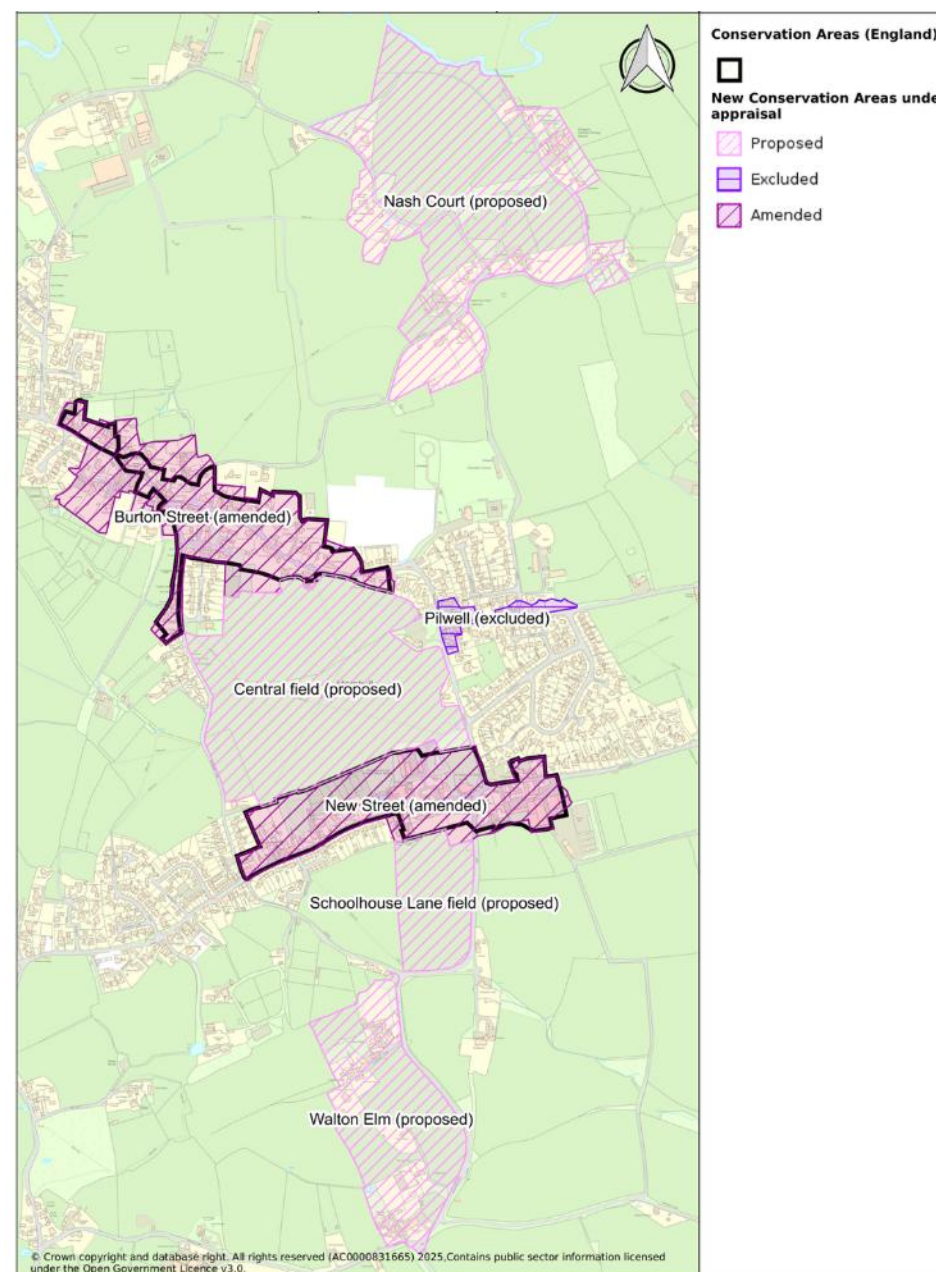 Conservation Areas (England)
New Conservation Areas unde
appraisal
Proposed
Excluded
Amended
Nash Court (proposed)
Burton Street (amended)
Pilwell (excluded)
Central field (proposed)
New Street (amended)
Schoolhouse Lane field (proposed)
Walton Elm (proposed)
© Crown copyright and database right. All rights reserved (AC0000831665) 2025,Contains public sector information licensed
under the Open Government Licence v3.0.